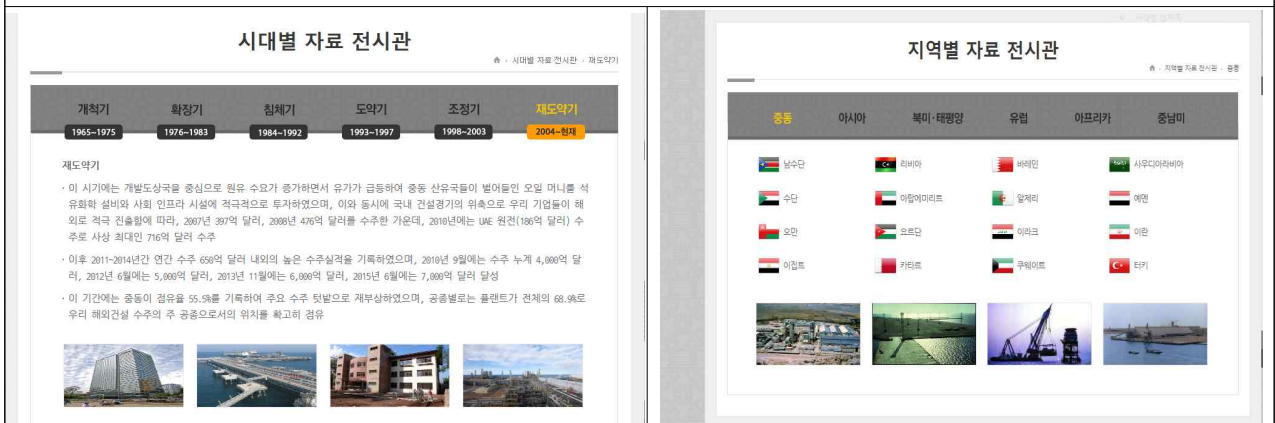 시대별 자료 전시관
시대별 자료 전시관 › 재도약기
개척기 확장기 침체기 도약기 조정기 재도약기
1965~1975 1976~1983 1984~1992 1993~1997 1998~2003 2004~현재
재도약기
· 이 시기에는 개발도상국을 중심으로 원유 수요가 증가하면서 유가가 급등하여 중동 산유국들이 벌어들인 오일 머니를 석
유화학 설비와 사회 인프라 시설에 적극적으로 투자하였으며, 이와 동시에 국내 건설경기의 위축으로 우리 기업들이 해
외로 적극 진출함에 따라, 2007년 397억 달러, 2008년 476억 달러를 수주한 가운데, 2010년에는 UAE 원전(186억 달러) 수
주로 사상 최대인 716억 달러 수주
· 이후 2011~2014년간 연간 수주 650억 달러 내외의 높은 수주실적을 기록하였으며, 2010년 9월에는 수주 누계 4,000억 달
러, 2012년 6월에는 5,000억 달러, 2013년 11월에는 6,000억 달러, 2015년 6월에는 7,000억 달러 달성
· 이 기간에는 중동이 점유율 55.5%를 기록하여 주요 수주 텃밭으로 재부상하였으며, 공종별로는 플랜트가 전체의 68.9%로
우리 해외건설 수주의 주 공종으로서의 위치를 확고히 점유
지역별 자료 전시관
지역별 자료 전시관 › 중동
중동 아시아 북미·태평양 유럽 아프리카 중남미
남수단 리비아 바레인 사우디아라비아
수단 아랍에미리트 알제리 예멘
오만 요르단 이라크 이란
이집트 카타르 쿠웨이트 터키